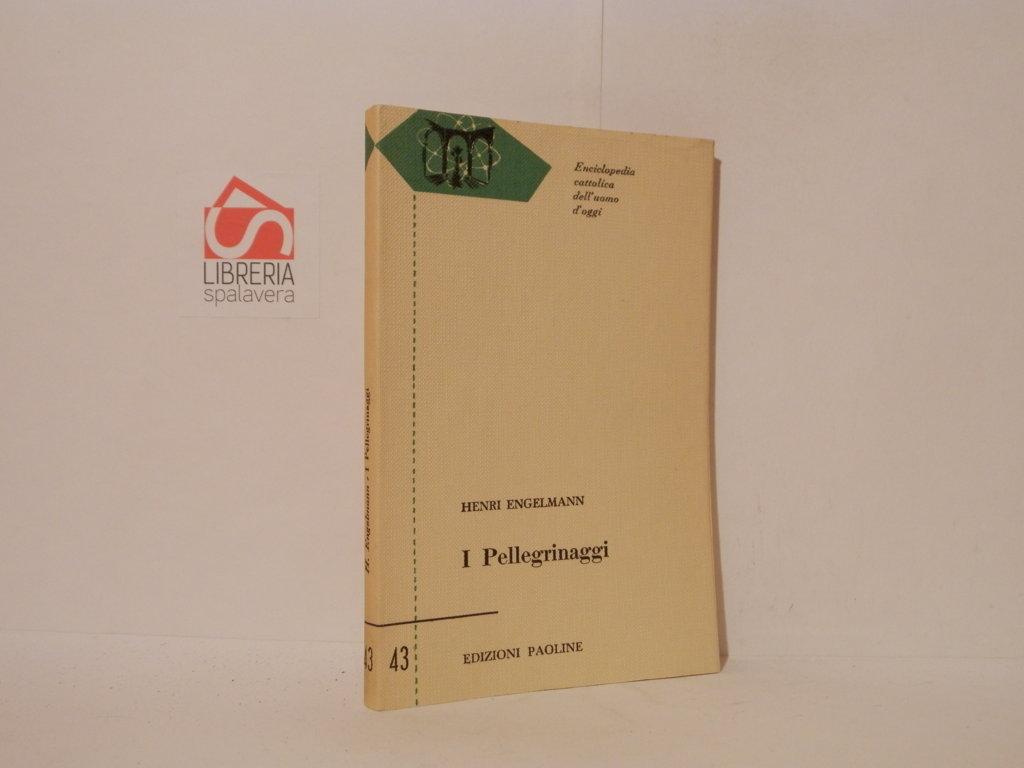 LIBRERIA
spalavera
Enciclopedia
cattolica
dell'uomo
d'oggi
H. Engelmann • I Pellegrinaggi
HENRI ENGELMANN
I Pellegrinaggi
43
43
EDIZIONI PAOLINE